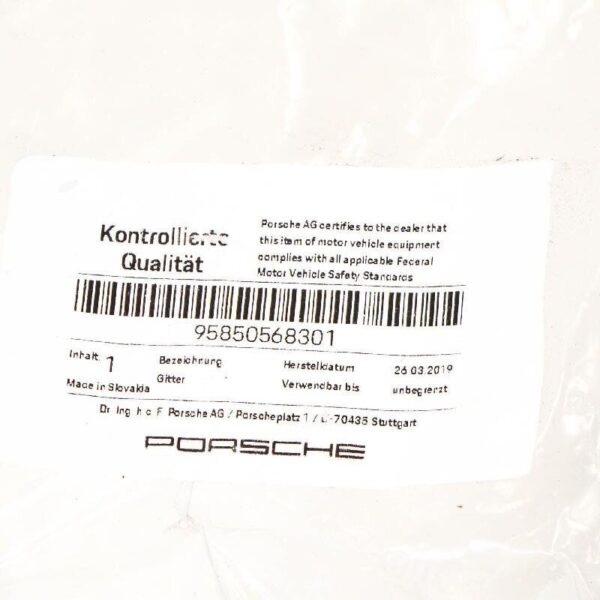 Kontrollierte
Qualität
Porsche AG certifies to the dealer that
this item of motor vehicle equipment
complies with all applicable Federal
Motor Vehicle Safety Standards
95850568301
Inhalt 1
Made in Slovakia
Bezeichnung
Gitter
Herstelldatum 26.03.2019
Verwendbar bis unbegrenzt
Dr. Ing. h.c. F. Porsche AG / Porscheplatz 1 / D-70435 Stuttgart
PORSCHE